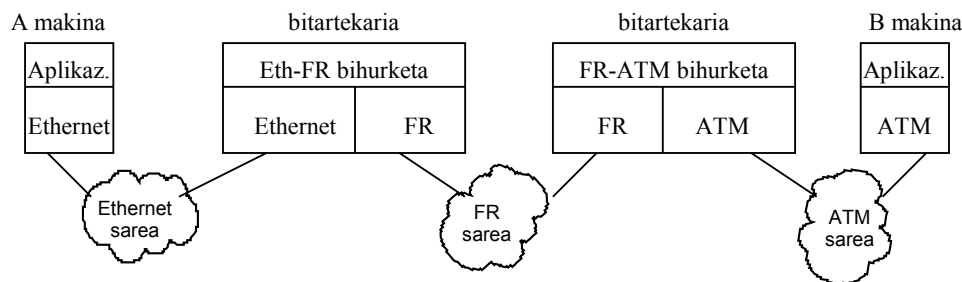 A makina
bitartekaria
bitartekaria
B makina
Aplikaz.
Eth-FR bihurketa
FR-ATM bihurketa
Aplikaz.
Ethernet
Ethernet
FR
FR
ATM
ATM
Ethernet
sarea
FR
sarea
ATM
sarea